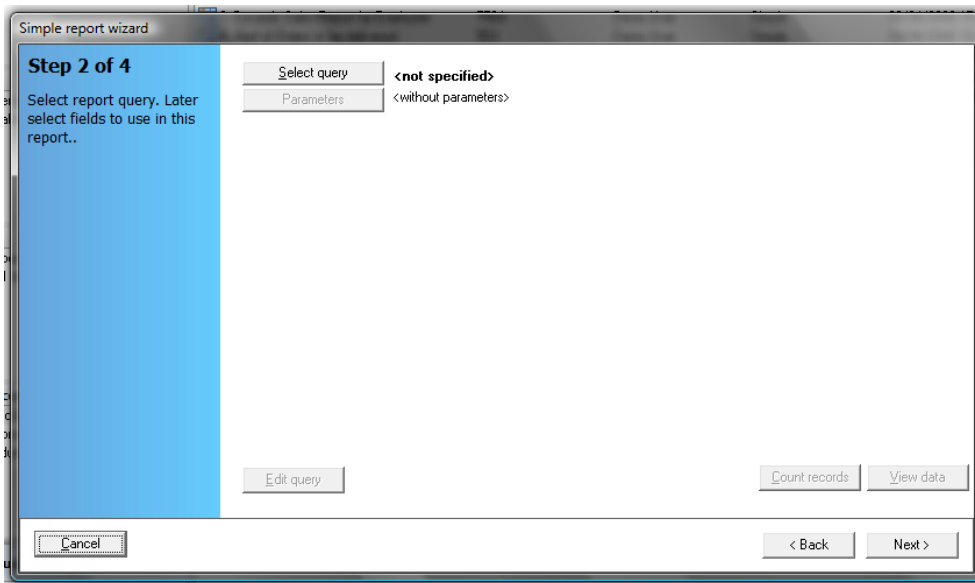 Simple report wizard
Step 2 of 4
Select report query. Later
select fields to use in this
report..
Select query
<not specified>
Parameters
<without parameters>
Edit query
Count records
View data
Cancel
< Back
Next >